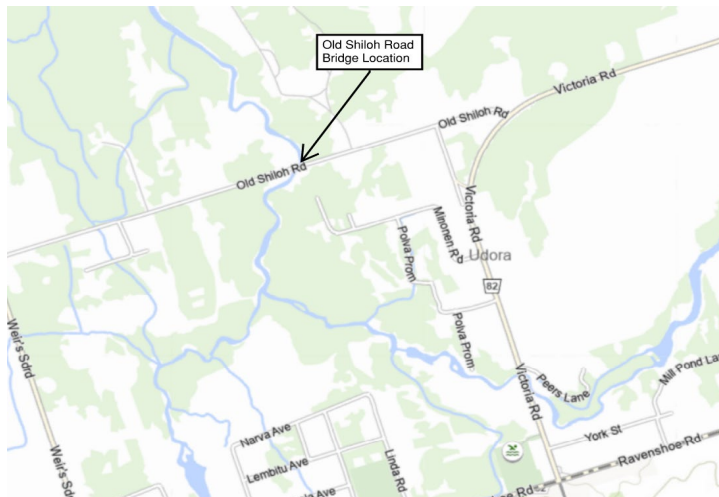 Old Shiloh Road
Bridge Location
Victoria Rd
Old Shiloh Rd
Old Shiloh Rd
Victoria Rd
Minonen Rd
Polva Prom
Udora
82
Weir's Sdrd
Polva Prom
Peers Lane
Mill Pond La
Victoria Rd
Narva Ave
York St
Lembitu Ave
Linda Rd
Weir's Sdrd
Ravenshoe Rd